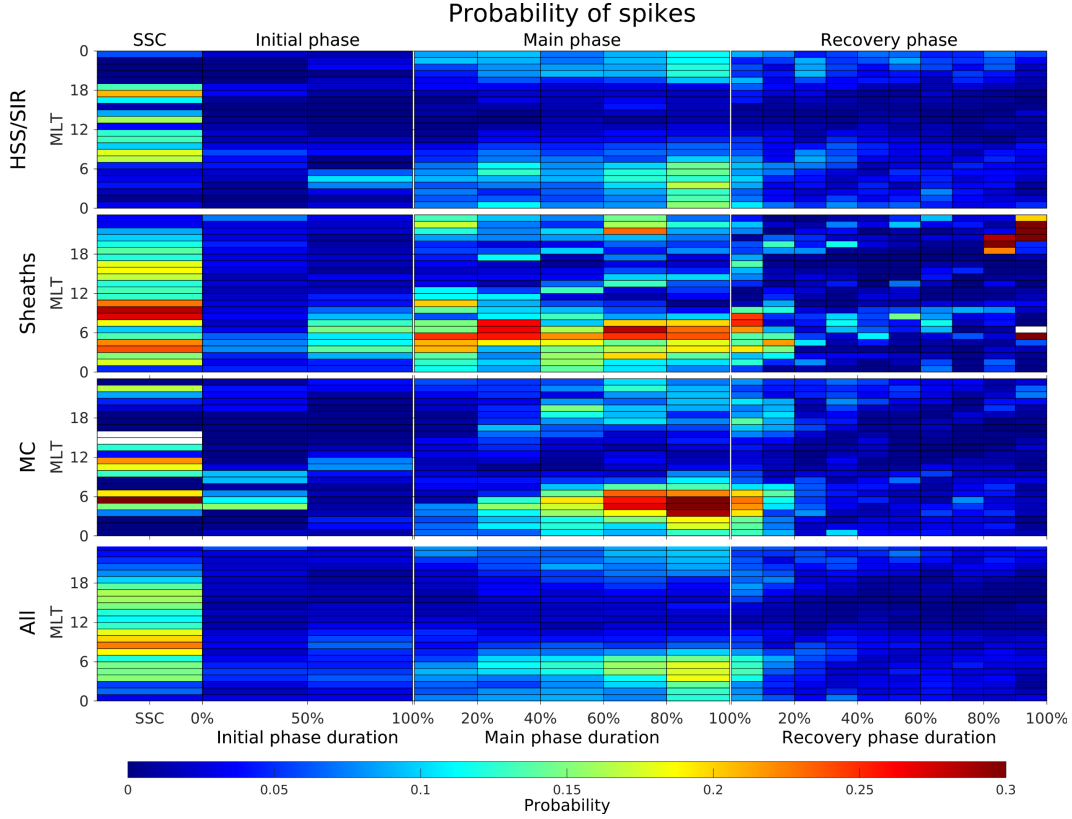 Probability of spikes
SSC Initial phase Main phase Recovery phase
HSS/SIR
MLT
0
18
12
6
0
Sheaths
MLT
18
12
6
0
MC
MLT
18
12
6
0
All
MLT
18
12
6
0
SSC 0% 50% 100% 20% 40% 60% 80% 100% 20% 40% 60% 80% 100%
Initial phase duration Main phase duration Recovery phase duration
0 0.05 0.1 0.15 0.2 0.25 0.3
Probability